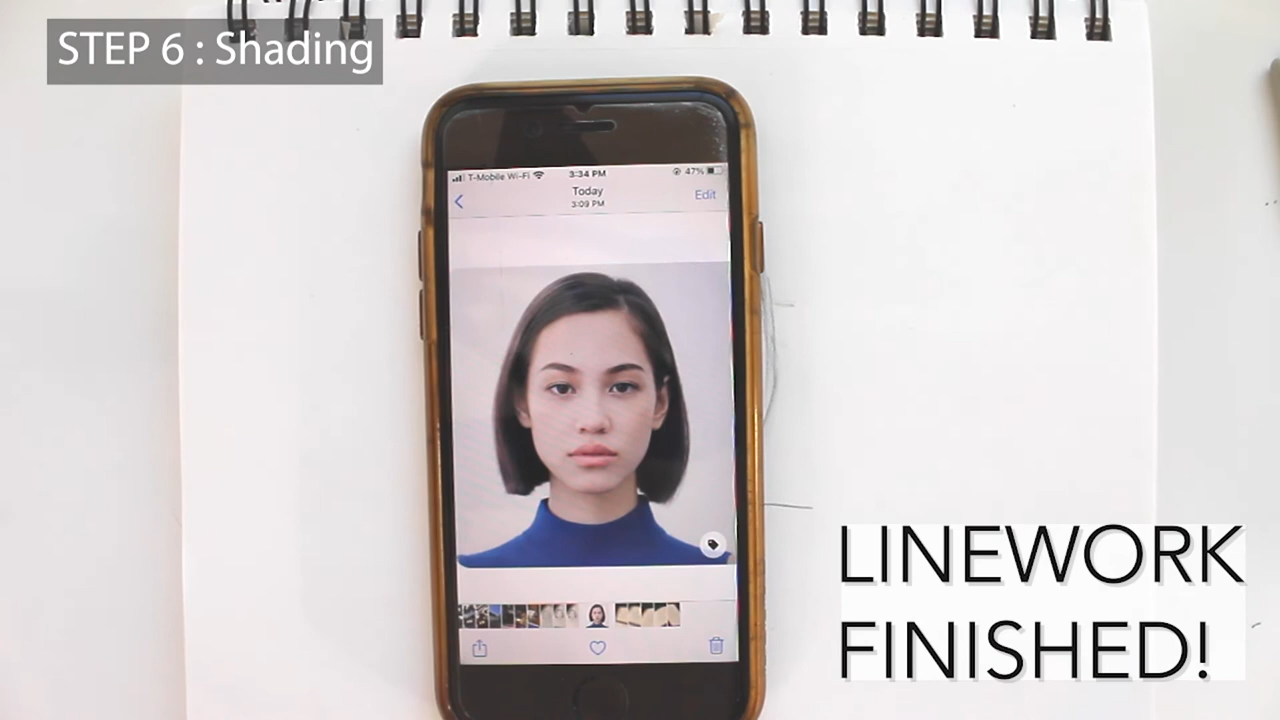 STEP 6 : Shading
T-Mobile Wi-Fi
3:34 PM
47%
Today
3:09 PM
Edit
LINEWORK
FINISHED!